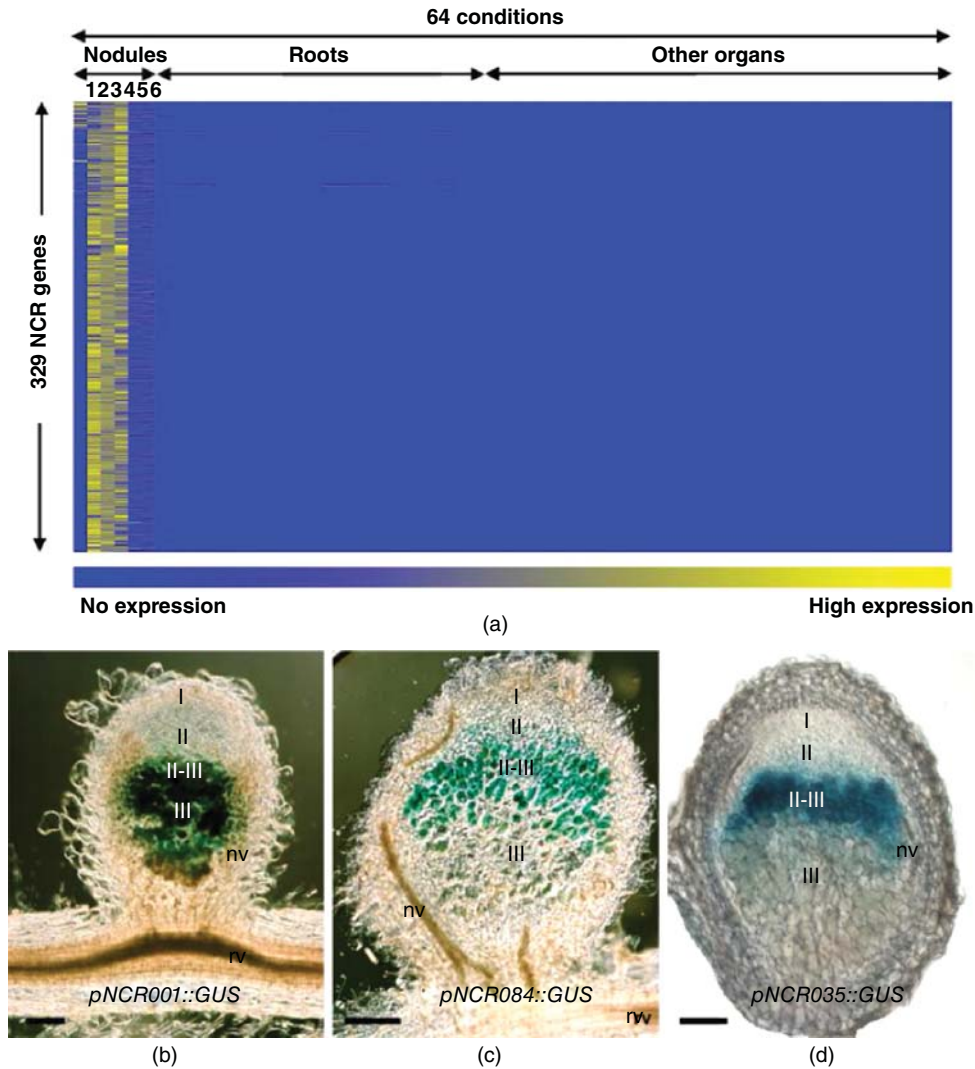 64 conditions
Nodules Roots Other organs
123456
329 NCR genes
No expression High expression
(a)
I
II
II-III
III
nv
rv
pNCR001::GUS
(b)
I
II
II-III
III
nv
pNCR084::GUS
(c)
I
II
II-III
nv
III
pNCR035::GUS
(d)